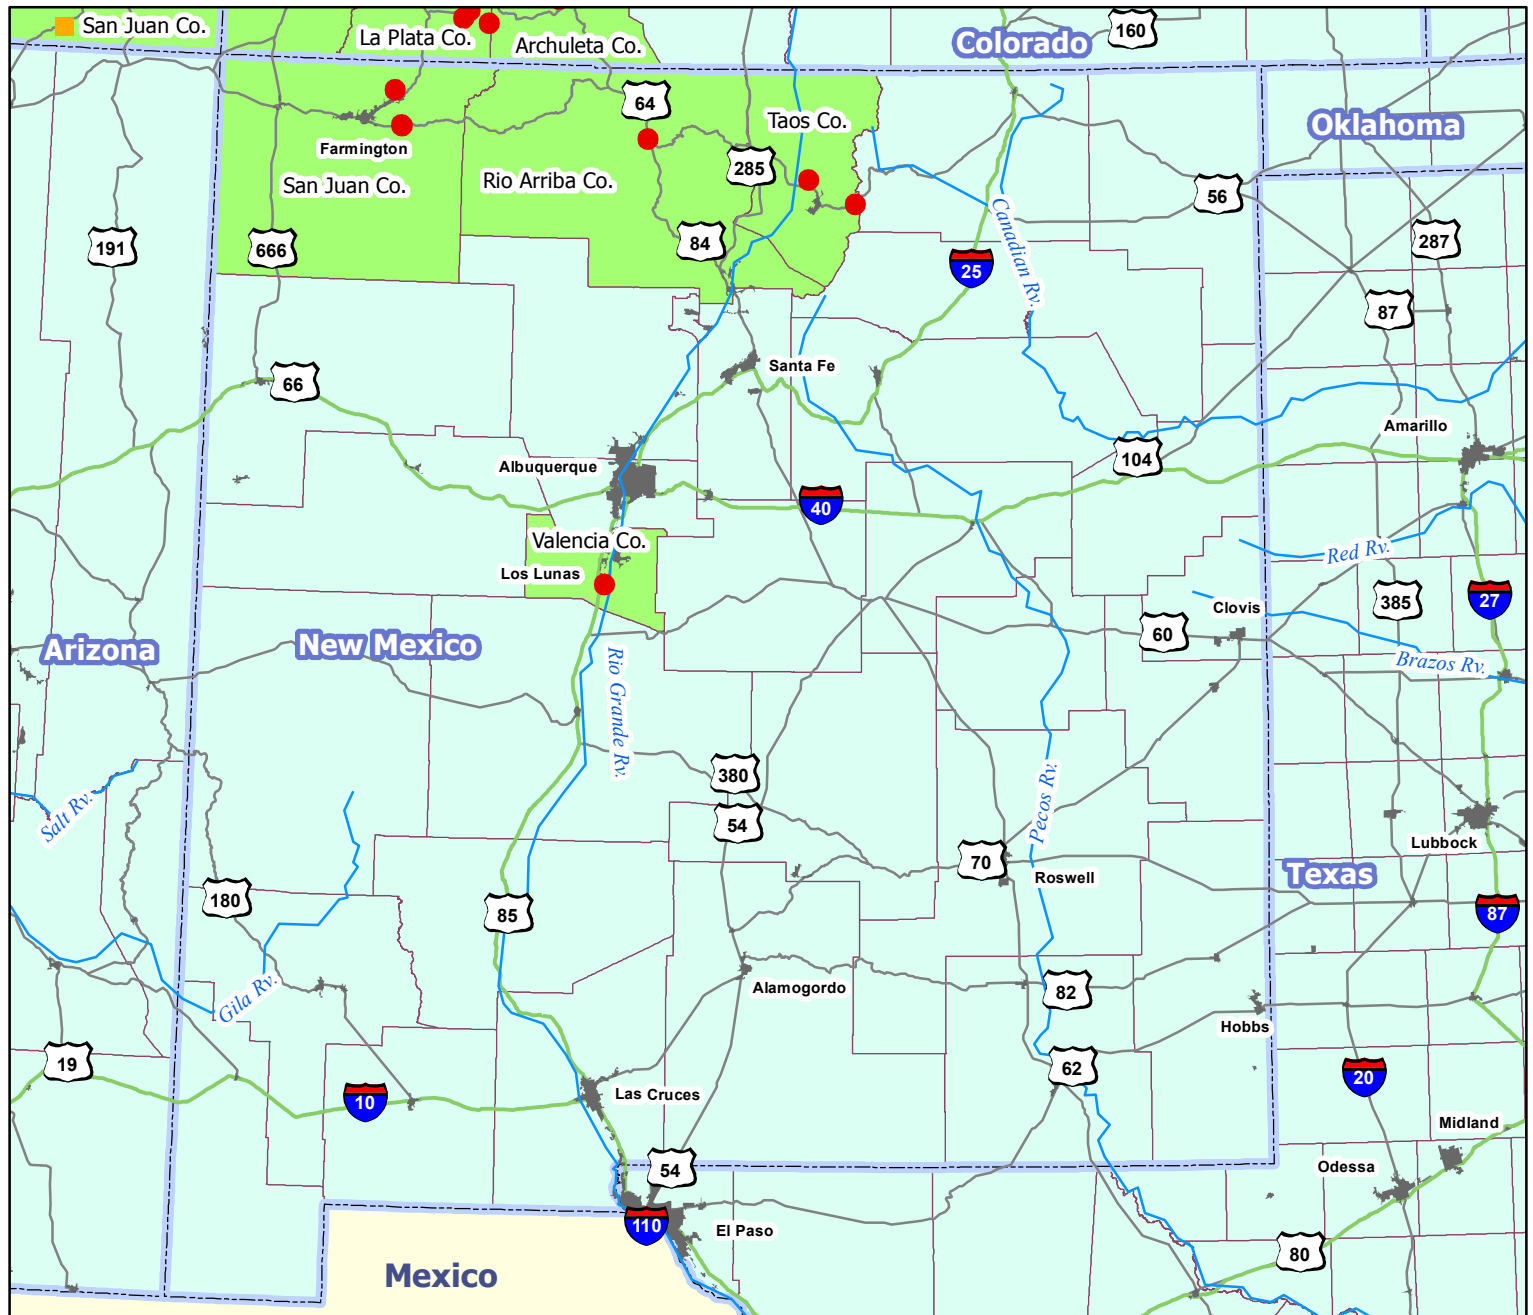 San Juan Co.
La Plata Co.
Archuleta Co.
Colorado
160
64
Taos Co.
Oklahoma
Farmington
San Juan Co.
Rio Arriba Co.
285
56
191
666
84
25
Canadian Rv.
287
87
66
Santa Fe
Amarillo
Albuquerque
104
40
Valencia Co.
Los Lunas
Red Rv.
385
27
Clovis
60
Arizona
New Mexico
Rio Grande Rv.
Brazos Rv.
380
54
Pecos Rv.
Salt Rv.
Lubbock
70
Roswell
Texas
180
85
87
Alamogordo
82
Gila Rv.
Hobbs
19
62
20
10
Las Cruces
Midland
54
Odessa
110
El Paso
80
Mexico